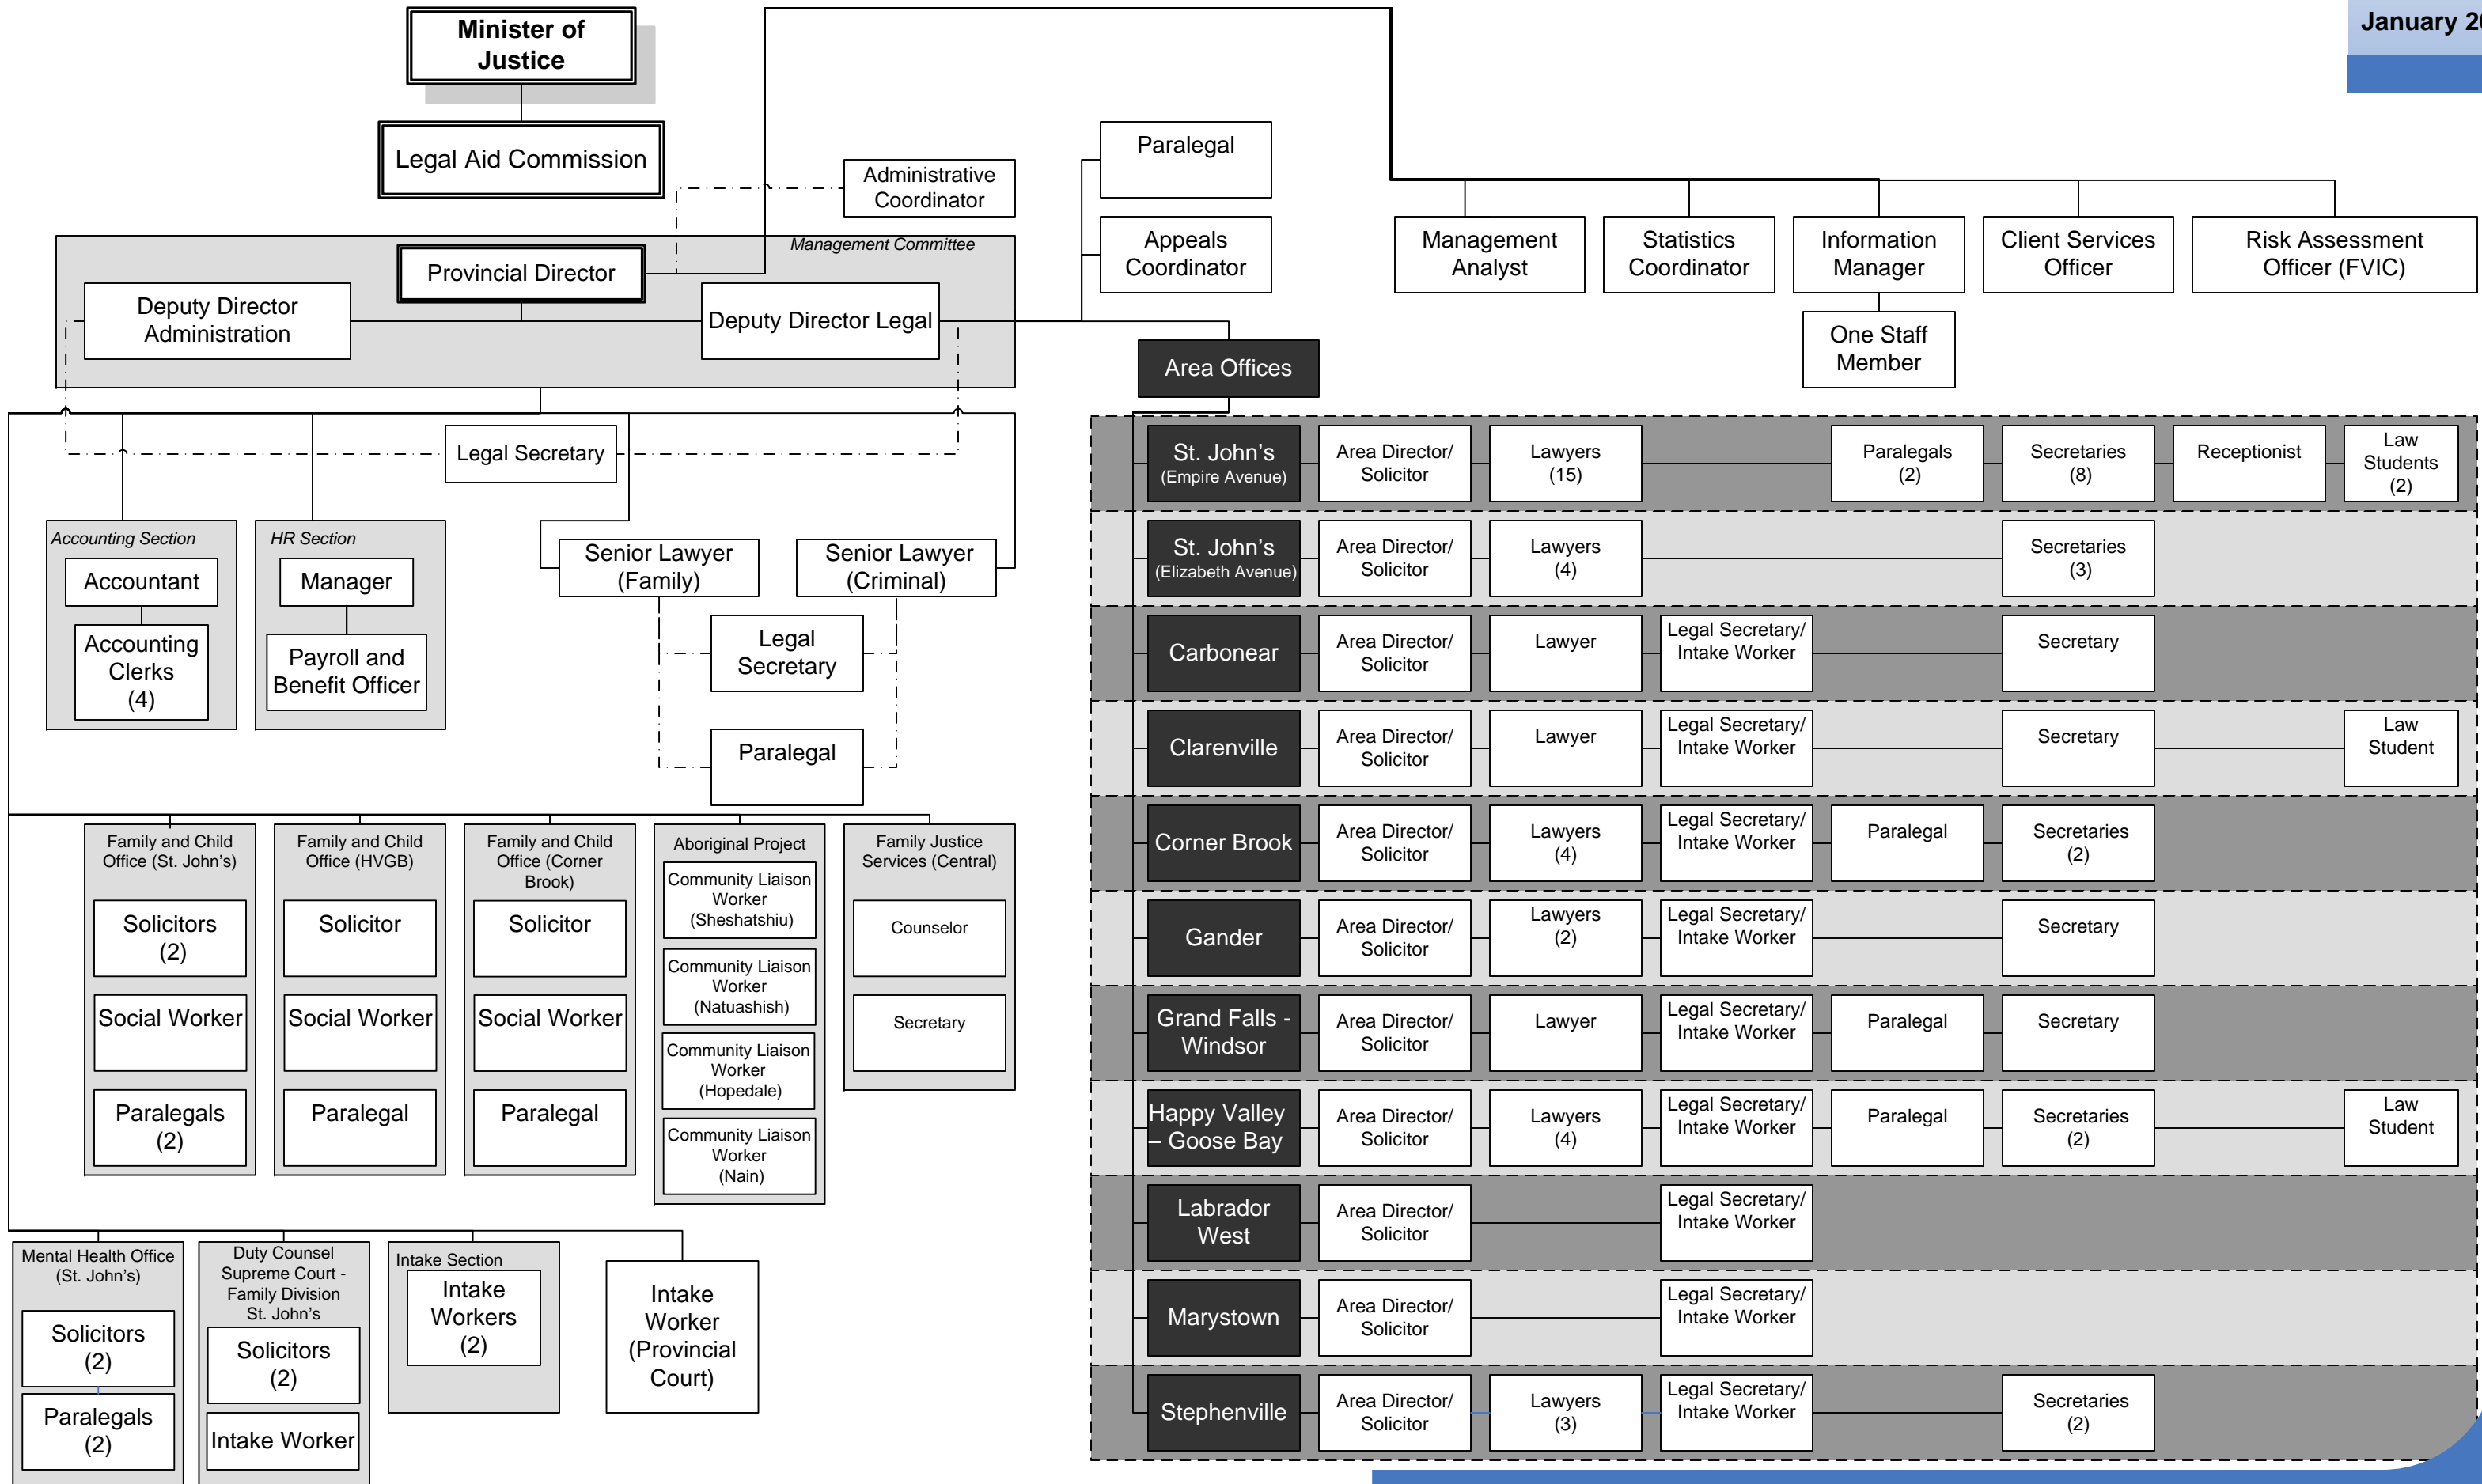 January 20
Minister of
Justice
Legal Aid Commission
Administrative
Coordinator
Paralegal
Appeals
Coordinator
Management Committee
Provincial Director
Deputy Director
Administration
Deputy Director Legal
Management
Analyst
Statistics
Coordinator
Information
Manager
Client Services
Officer
Risk Assessment
Officer (FVIC)
One Staff
Member
Legal Secretary
Accounting Section
Accountant
Accounting
Clerks
(4)
HR Section
Manager
Payroll and
Benefit Officer
Senior Lawyer
(Family)
Senior Lawyer
(Criminal)
Legal
Secretary
Paralegal
Family and Child
Office (St. John's)
Solicitors
(2)
Social Worker
Paralegals
(2)
Family and Child
Office (HVGB)
Solicitor
Social Worker
Paralegal
Family and Child
Office (Corner
Brook)
Solicitor
Social Worker
Paralegal
Aboriginal Project
Community Liaison
Worker
(Sheshatshiu)
Community Liaison
Worker
(Natuashish)
Community Liaison
Worker
(Hopedale)
Community Liaison
Worker
(Nain)
Family Justice
Services (Central)
Counselor
Secretary
Mental Health Office
(St. John's)
Solicitors
(2)
Paralegals
(2)
Duty Counsel
Supreme Court -
Family Division
St. John's
Solicitors
(2)
Intake Worker
Intake Section
Intake
Workers
(2)
Intake
Worker
(Provincial
Court)
Area Offices
St. John's
(Empire Avenue)
Area Director/
Solicitor
Lawyers
(15)
Paralegals
(2)
Secretaries
(8)
Receptionist
Law
Students
(2)
St. John's
(Elizabeth Avenue)
Area Director/
Solicitor
Lawyers
(4)
Secretaries
(3)
Carbonear
Area Director/
Solicitor
Lawyer
Legal Secretary/
Intake Worker
Secretary
Clarenville
Area Director/
Solicitor
Lawyer
Legal Secretary/
Intake Worker
Secretary
Law
Student
Corner Brook
Area Director/
Solicitor
Lawyers
(4)
Legal Secretary/
Intake Worker
Paralegal
Secretaries
(2)
Gander
Area Director/
Solicitor
Lawyers
(2)
Legal Secretary/
Intake Worker
Secretary
Grand Falls -
Windsor
Area Director/
Solicitor
Lawyer
Legal Secretary/
Intake Worker
Paralegal
Secretary
Happy Valley
– Goose Bay
Area Director/
Solicitor
Lawyers
(4)
Legal Secretary/
Intake Worker
Paralegal
Secretaries
(2)
Law
Student
Labrador
West
Area Director/
Solicitor
Legal Secretary/
Intake Worker
Marystown
Area Director/
Solicitor
Legal Secretary/
Intake Worker
Stephenville
Area Director/
Solicitor
Lawyers
(3)
Legal Secretary/
Intake Worker
Secretaries
(2)